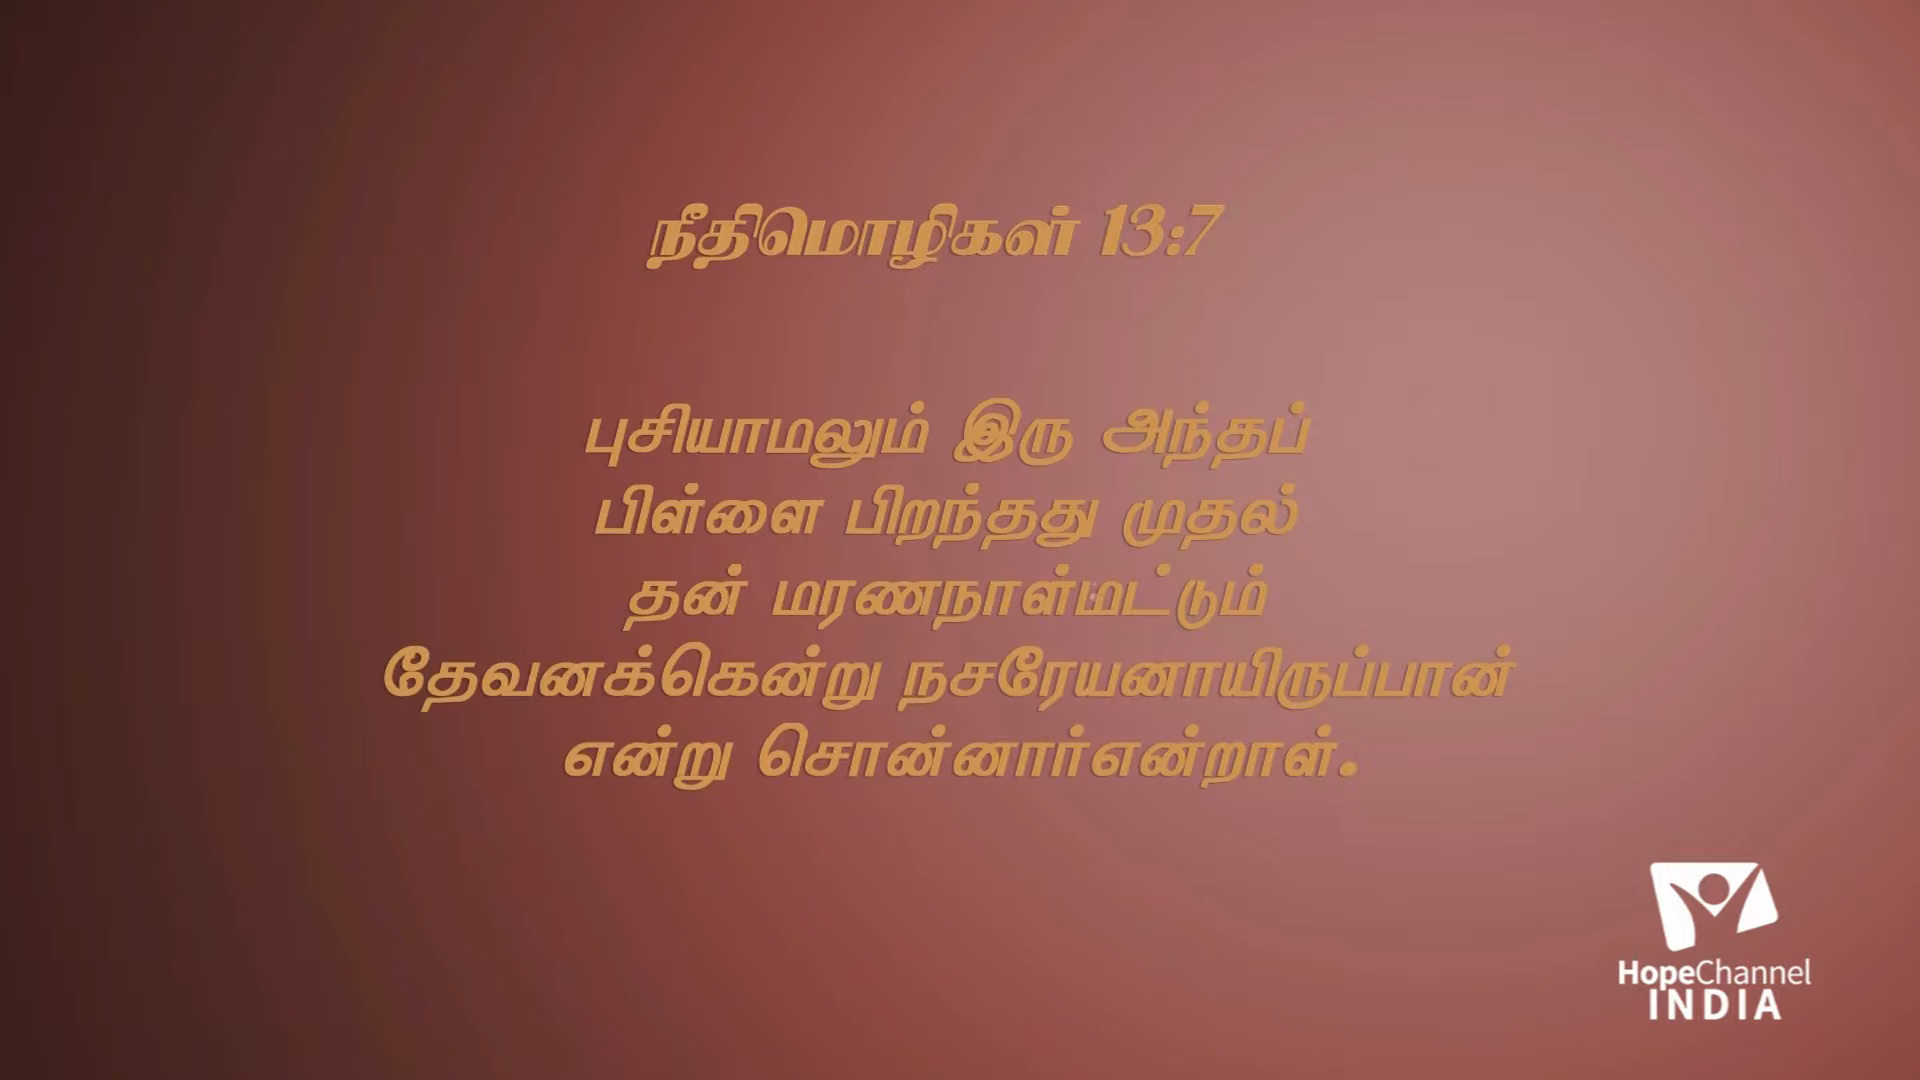 நீதிமொழிகள் 13:7
புசியாமலும் இரு அந்தப்
பிள்ளை பிறந்தது முதல்
தன் மரணநாள்மட்டும்
தேவனக்கென்று நசரேயனாயிருப்பான்
என்று சொன்னார்என்றாள்.
HopeChannel
INDIA